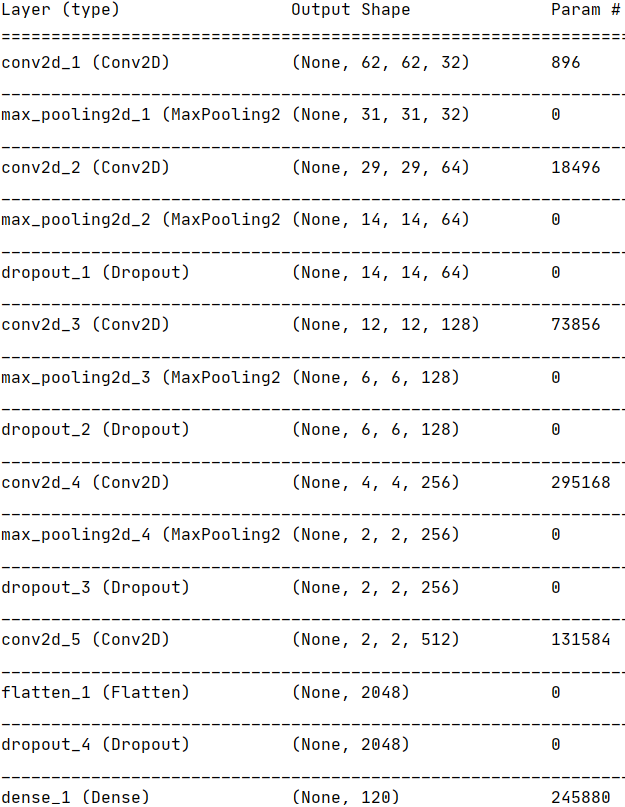 Layer (type) Output Shape Param #
=================================================================
conv2d_1 (Conv2D) (None, 62, 62, 32) 896
_________________________________________________________________
max_pooling2d_1 (MaxPooling2 (None, 31, 31, 32) 0
_________________________________________________________________
conv2d_2 (Conv2D) (None, 29, 29, 64) 18496
_________________________________________________________________
max_pooling2d_2 (MaxPooling2 (None, 14, 14, 64) 0
_________________________________________________________________
dropout_1 (Dropout) (None, 14, 14, 64) 0
_________________________________________________________________
conv2d_3 (Conv2D) (None, 12, 12, 128) 73856
_________________________________________________________________
max_pooling2d_3 (MaxPooling2 (None, 6, 6, 128) 0
_________________________________________________________________
dropout_2 (Dropout) (None, 6, 6, 128) 0
_________________________________________________________________
conv2d_4 (Conv2D) (None, 4, 4, 256) 295168
_________________________________________________________________
max_pooling2d_4 (MaxPooling2 (None, 2, 2, 256) 0
_________________________________________________________________
dropout_3 (Dropout) (None, 2, 2, 256) 0
_________________________________________________________________
conv2d_5 (Conv2D) (None, 2, 2, 512) 131584
_________________________________________________________________
flatten_1 (Flatten) (None, 2048) 0
_________________________________________________________________
dropout_4 (Dropout) (None, 2048) 0
_________________________________________________________________
dense_1 (Dense) (None, 120) 245880